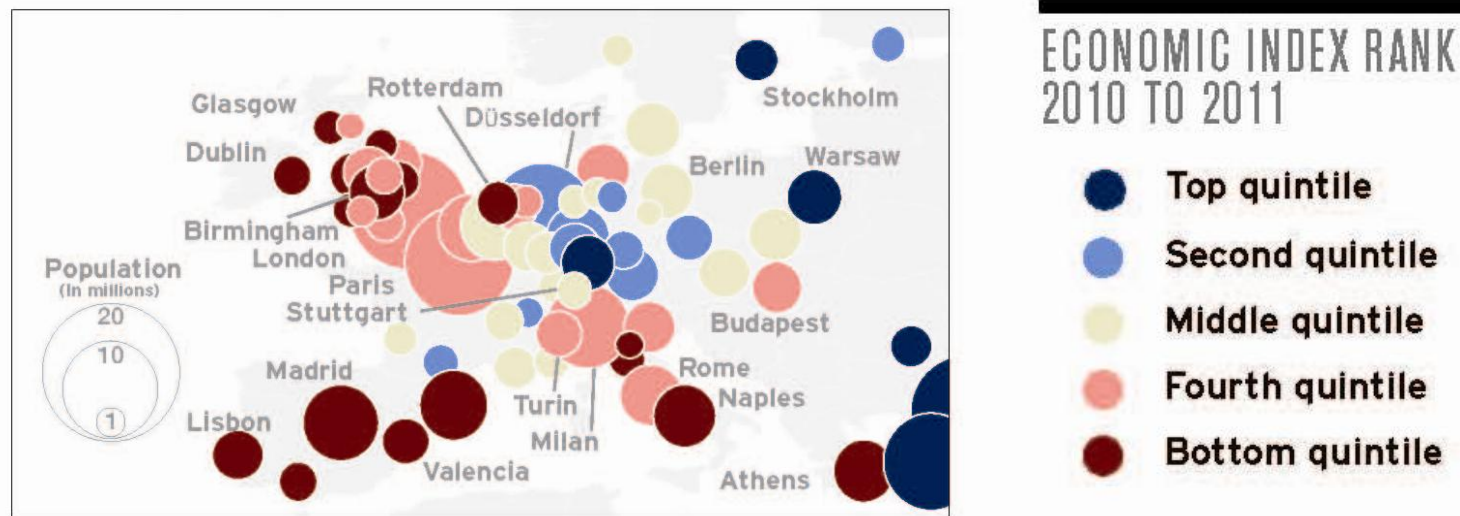 Glasgow
Rotterdam
Düsseldorf
Stockholm
Dublin
Berlin
Warsaw
Birmingham
London
Paris
Stuttgart
Budapest
Population
(In millions)
20
10
1
Madrid
Rome
Naples
Turin
Milan
Lisbon
Valencia
Athens
ECONOMIC INDEX RANK
2010 TO 2011
Top quintile
Second quintile
Middle quintile
Fourth quintile
Bottom quintile